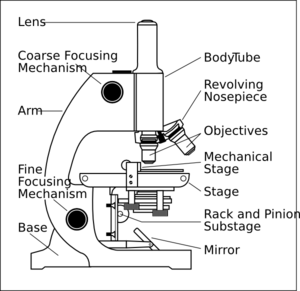 Lens
Coarse Focusing
Mechanism
Arm
Fine
Focusing
Mechanism
Base
BodyTube
Revolving
Nosepiece
Objectives
Mechanical
Stage
Stage
Rack and Pinion
Substage
Mirror